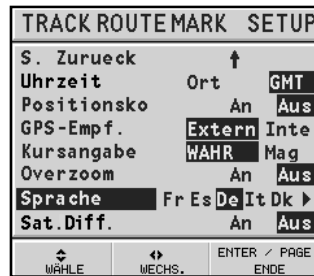 TRACK ROUTE MARK SETUP
S. Zurueck
Uhrzeit Ort GMT
Positionsko An Aus
GPS-Empf. Extern Inte
Kursangabe WAHR Mag
Overzoom An Aus
Sprache Fr Es De It Dk
Sat.Diff. An Aus
WÄHLE WECHS. ENTER / PAGE
ENDE